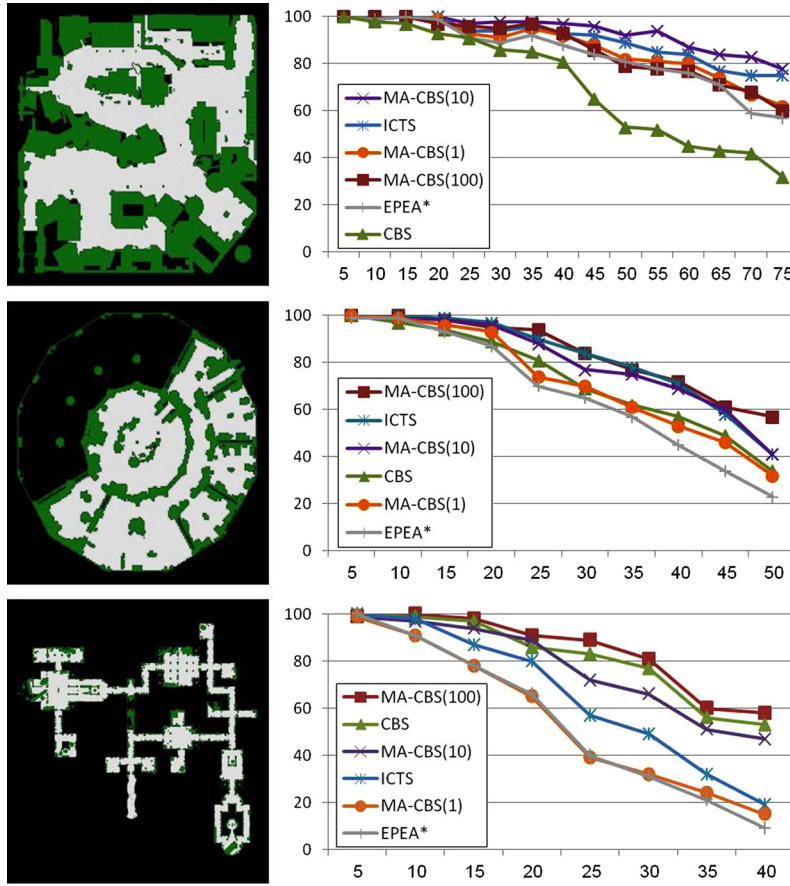 100
80
60
40
20
0
MA-CBS(10)
ICTS
MA-CBS(1)
MA-CBS(100)
EPEA*
CBS
5 10 15 20 25 30 35 40 45 50 55 60 65 70 75
100
80
60
40
20
0
MA-CBS(100)
ICTS
MA-CBS(10)
CBS
MA-CBS(1)
EPEA*
5 10 15 20 25 30 35 40 45 50
100
80
60
40
20
0
MA-CBS(100)
CBS
MA-CBS(10)
ICTS
MA-CBS(1)
EPEA*
5 10 15 20 25 30 35 40